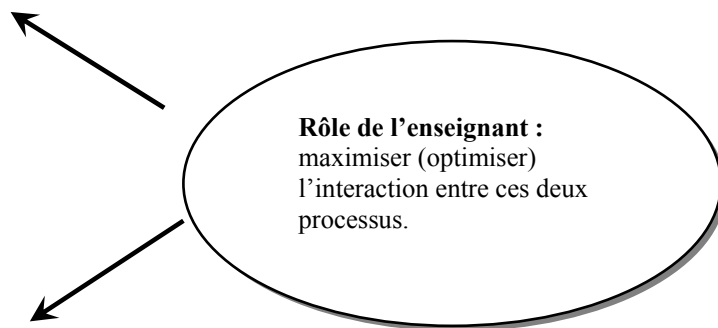 Rôle de l’enseignant :
maximiser (optimiser)
l’interaction entre ces deux
processus.